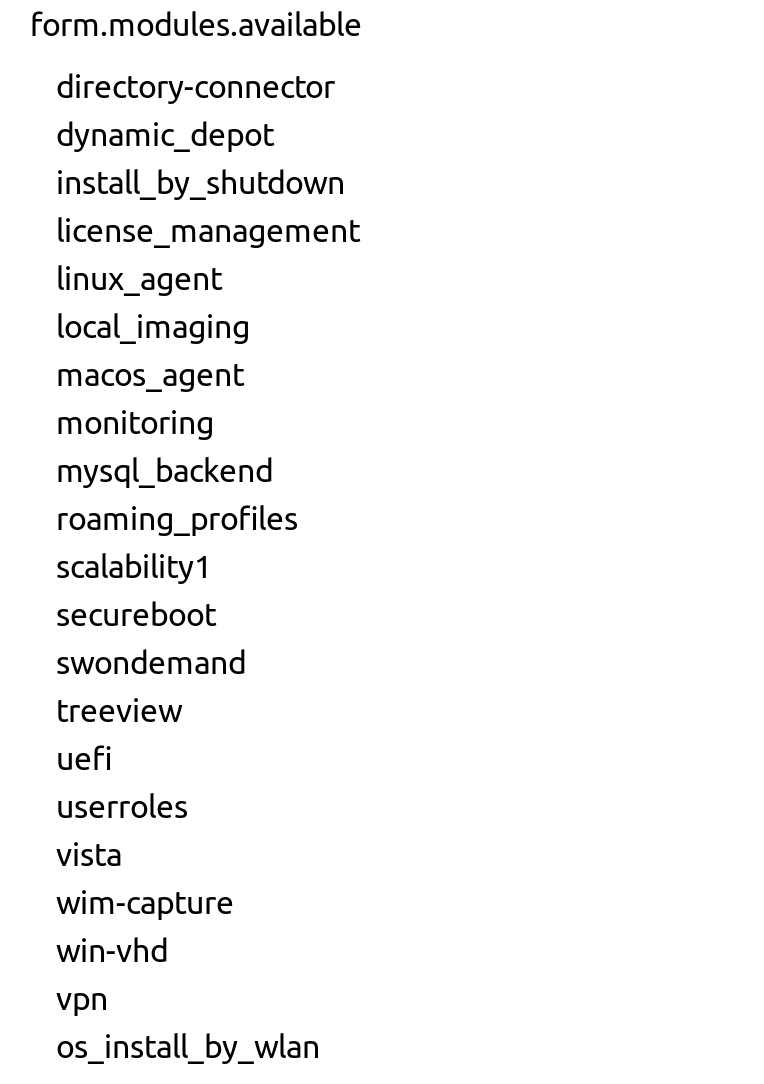 form.modules.available
directory-connector
dynamic_depot
install_by_shutdown
license_management
linux_agent
local_imaging
macos_agent
monitoring
mysql_backend
roaming_profiles
scalability1
secureboot
swondemand
treeview
uefi
userroles
vista
wim-capture
win-vhd
vpn
os_install_by_wlan